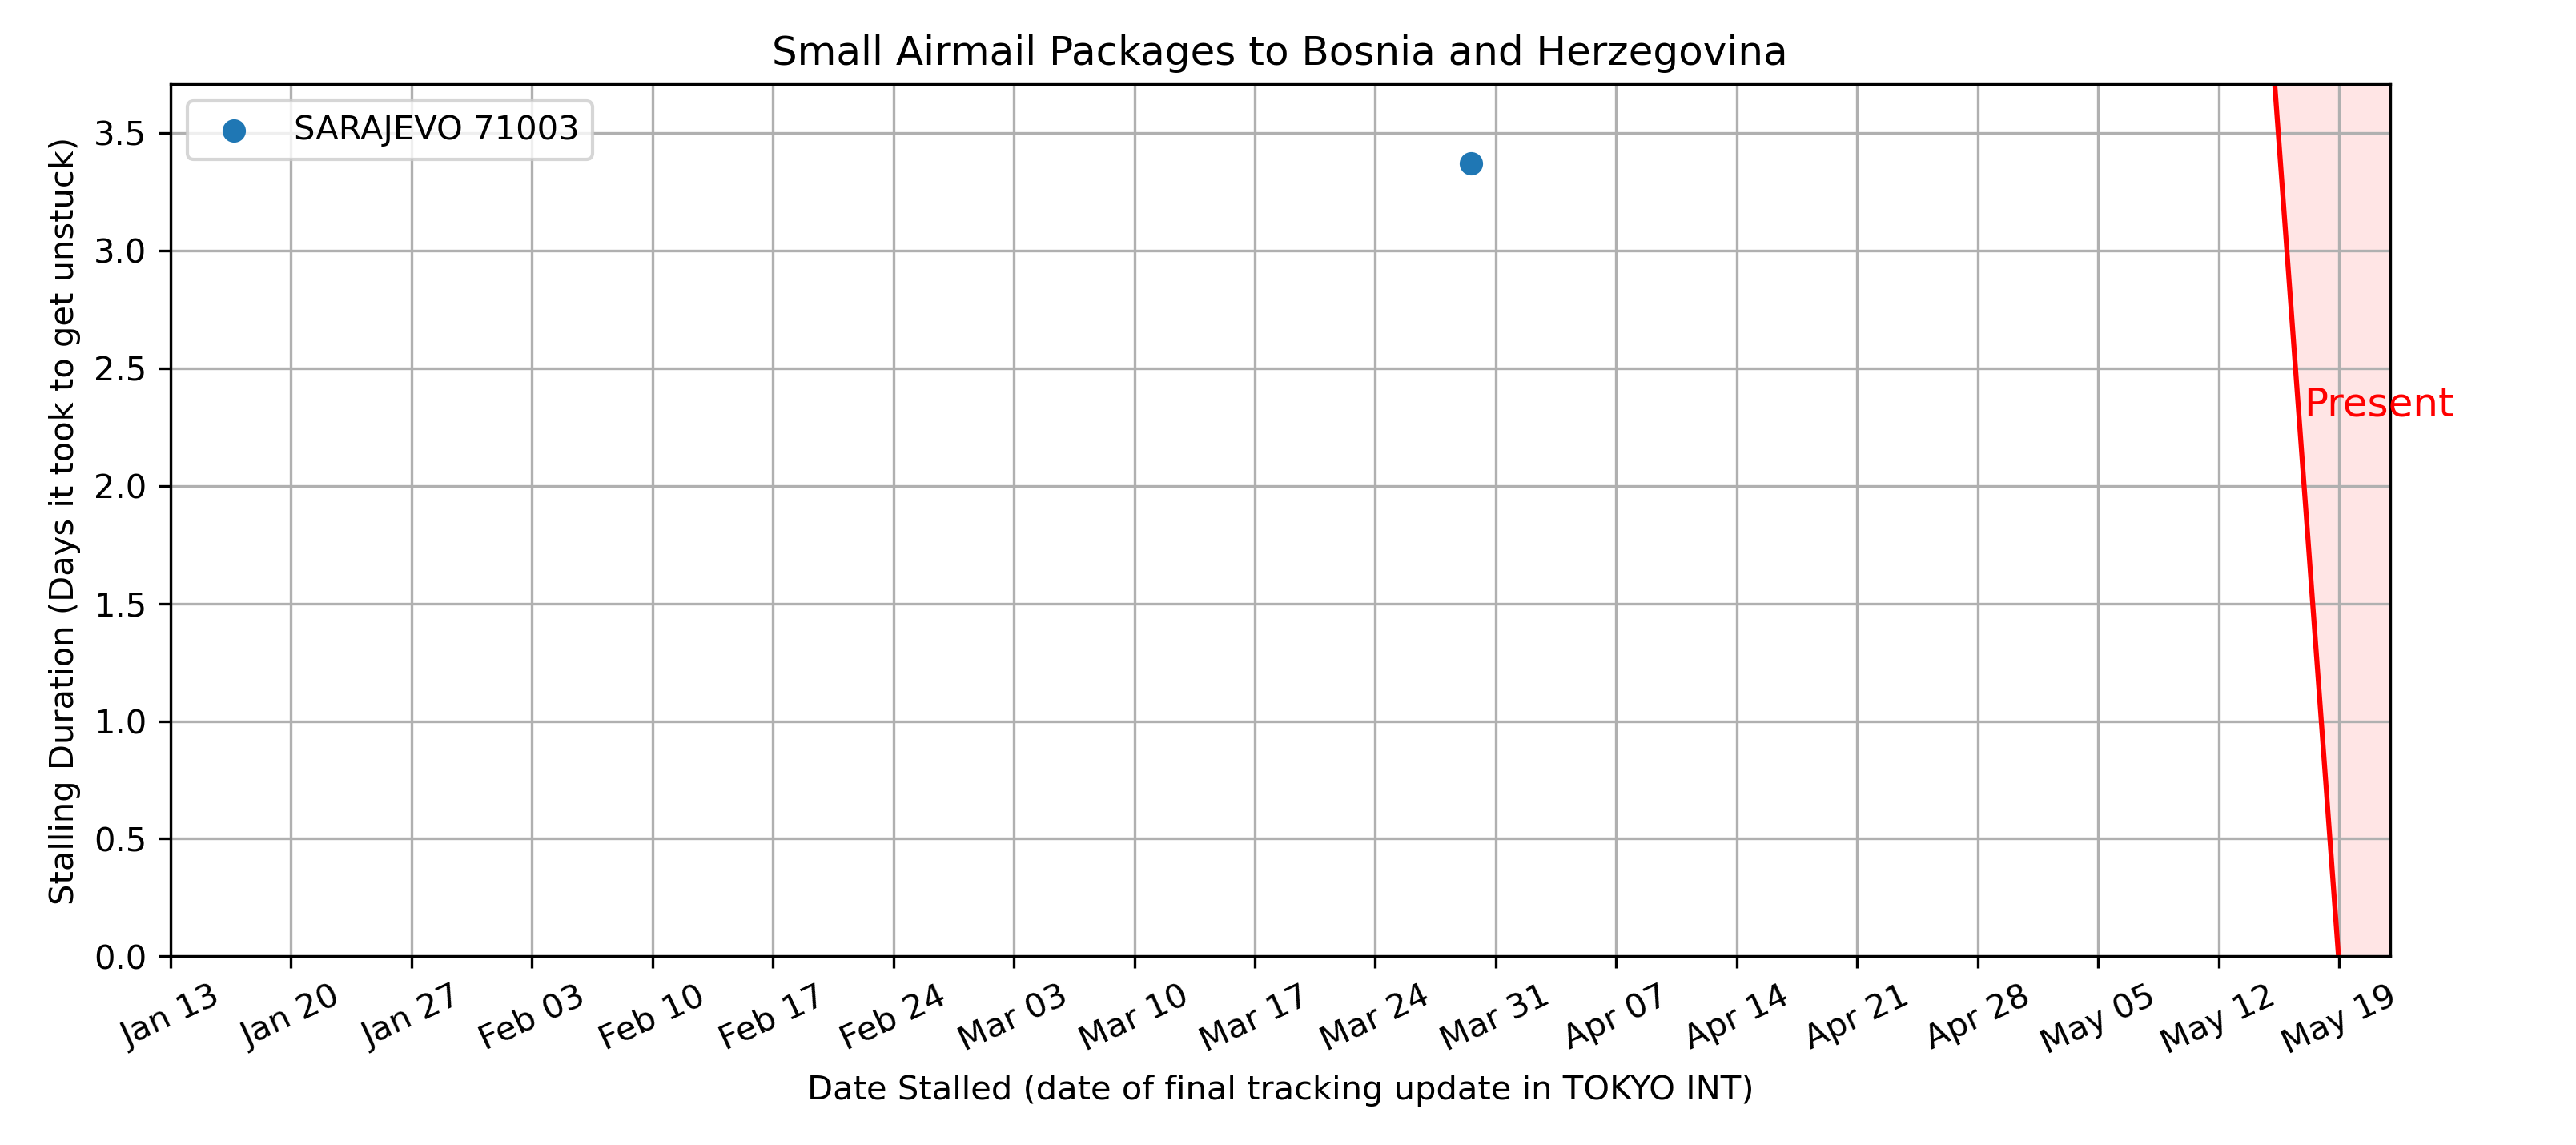 Small Airmail Packages to Bosnia and Herzegovina
SARAJEVO 71003
Stalling Duration (Days it took to get unstuck)
3.5
3.0
2.5
2.0
1.5
1.0
0.5
0.0
Present
Jan 13 Jan 20 Jan 27 Feb 03 Feb 10 Feb 17 Feb 24 Mar 03 Mar 10 Mar 17 Mar 24 Mar 31 Apr 07 Apr 14 Apr 21 Apr 28 May 05 May 12 May 19
Date Stalled (date of final tracking update in TOKYO INT)